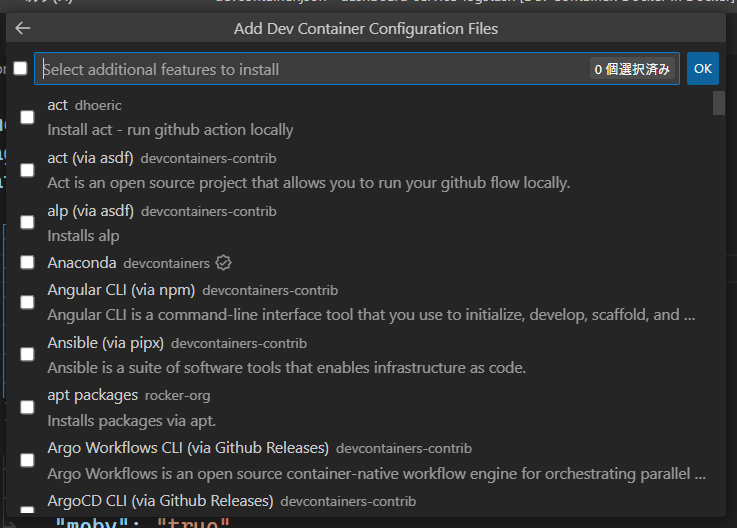 Add Dev Container Configuration Files
Select additional features to install
0 個選択済み
OK
act dhoeric
Install act - run github action locally
act (via asdf) devcontainers-contrib
Act is an open source project that allows you to run your github flow locally.
alp (via asdf) devcontainers-contrib
Installs alp
Anaconda devcontainers
Angular CLI (via npm) devcontainers-contrib
Angular CLI is a command-line interface tool that you use to initialize, develop, scaffold, and ...
Ansible (via pipx) devcontainers-contrib
Ansible is a suite of software tools that enables infrastructure as code.
apt packages rocker-org
Installs packages via apt.
Argo Workflows CLI (via Github Releases) devcontainers-contrib
Argo Workflows is an open source container-native workflow engine for orchestrating parallel ...
ArgoCD CLI (via Github Releases) devcontainers-contrib
"moby": "true"